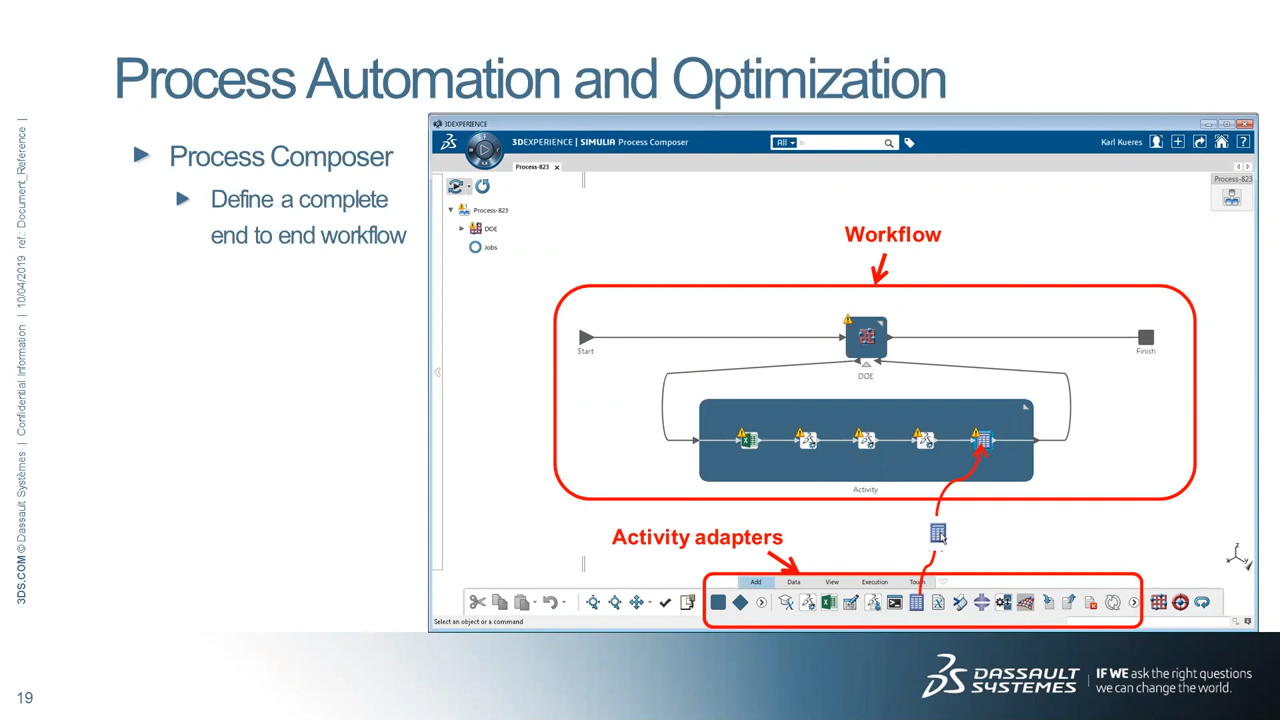 Process Automation and Optimization
Process Composer
Define a complete
end to end workflow
3DS.COM © Dassault Systèmes | Confidential Information | 10/04/2019 ref.: Document_Reference |
3DEXPERIENCE
3DEXPERIENCE | SIMULIA Process Composer
All
Karl Kueres
Process-823
Process-823
Process-823
DOE
Jobs
Workflow
Start
Finish
DOE
Activity
Activity adapters
Add Data View Execution Touch
Select an object or a command
z
x y
19
DASSAULT
SYSTEMES
IF WE ask the right questions
we can change the world.